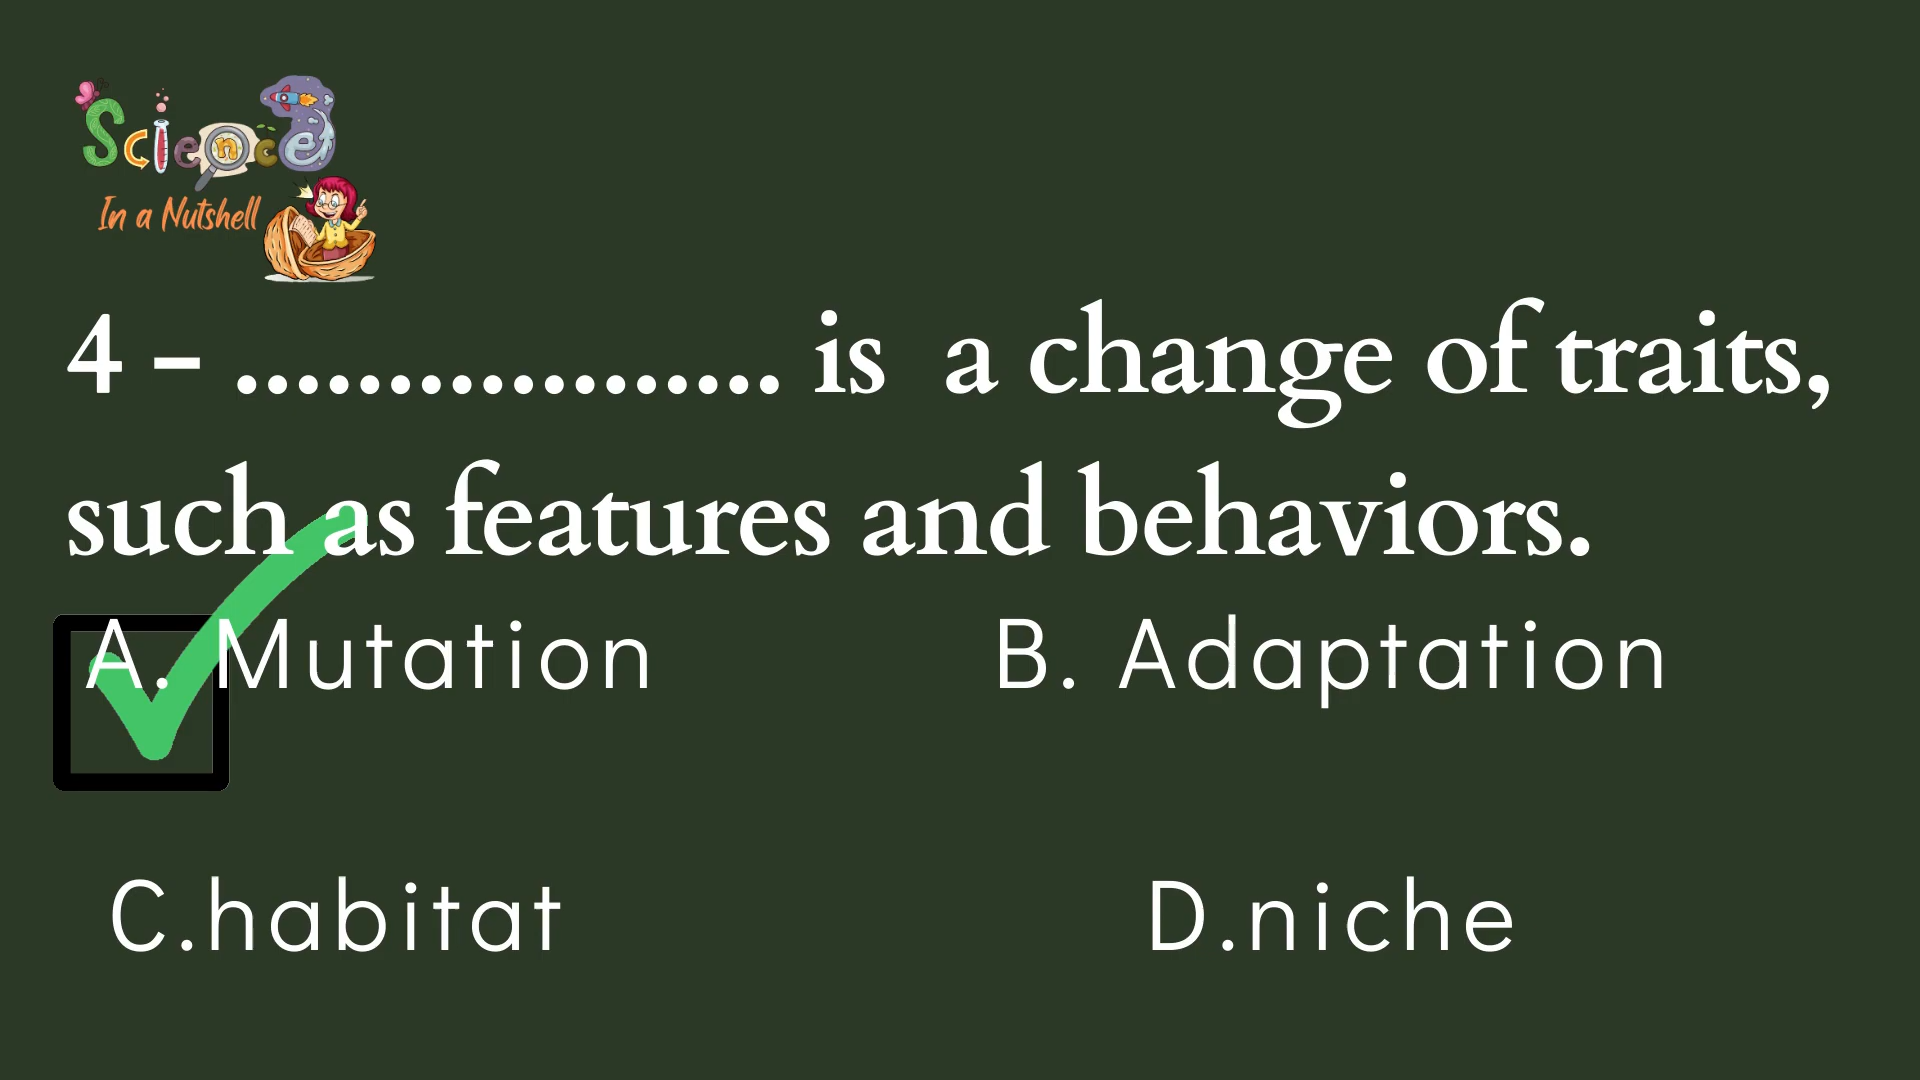 Science
In a Nutshell
4 - .................. is a change of traits,
such as features and behaviors.
A. Mutation
B. Adaptation
C.habitat
D.niche